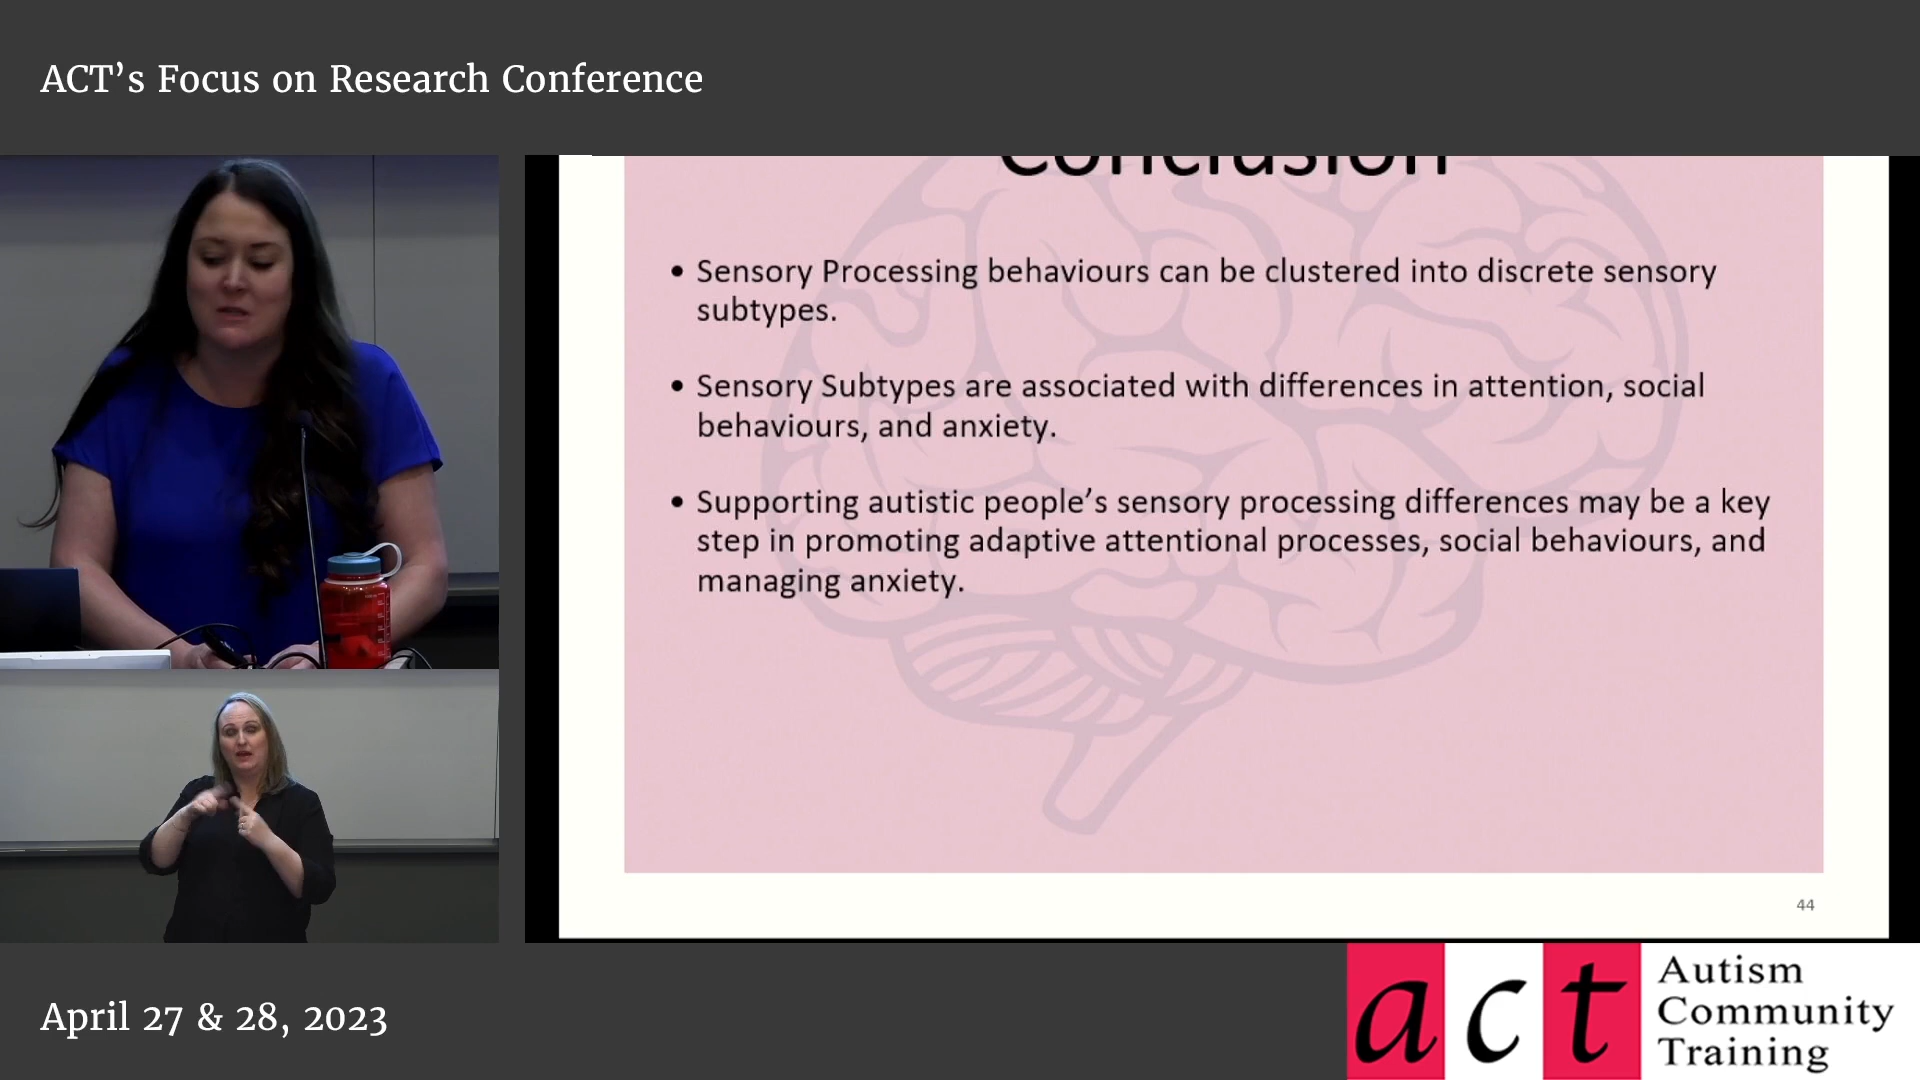 ACT’s Focus on Research Conference
Conclusion
• Sensory Processing behaviours can be clustered into discrete sensory
subtypes.
• Sensory Subtypes are associated with differences in attention, social
behaviours, and anxiety.
• Supporting autistic people’s sensory processing differences may be a key
step in promoting adaptive attentional processes, social behaviours, and
managing anxiety.
44
April 27 & 28, 2023
act
Autism
Community
Training